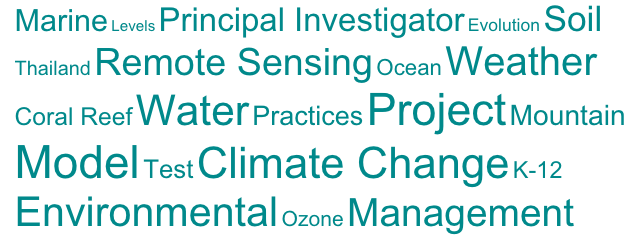 Marine Levels Principal Investigator Evolution Soil
Thailand Remote Sensing Ocean Weather
Coral Reef Water Practices Project Mountain
Model Test Climate Change K-12
Environmental Ozone Management